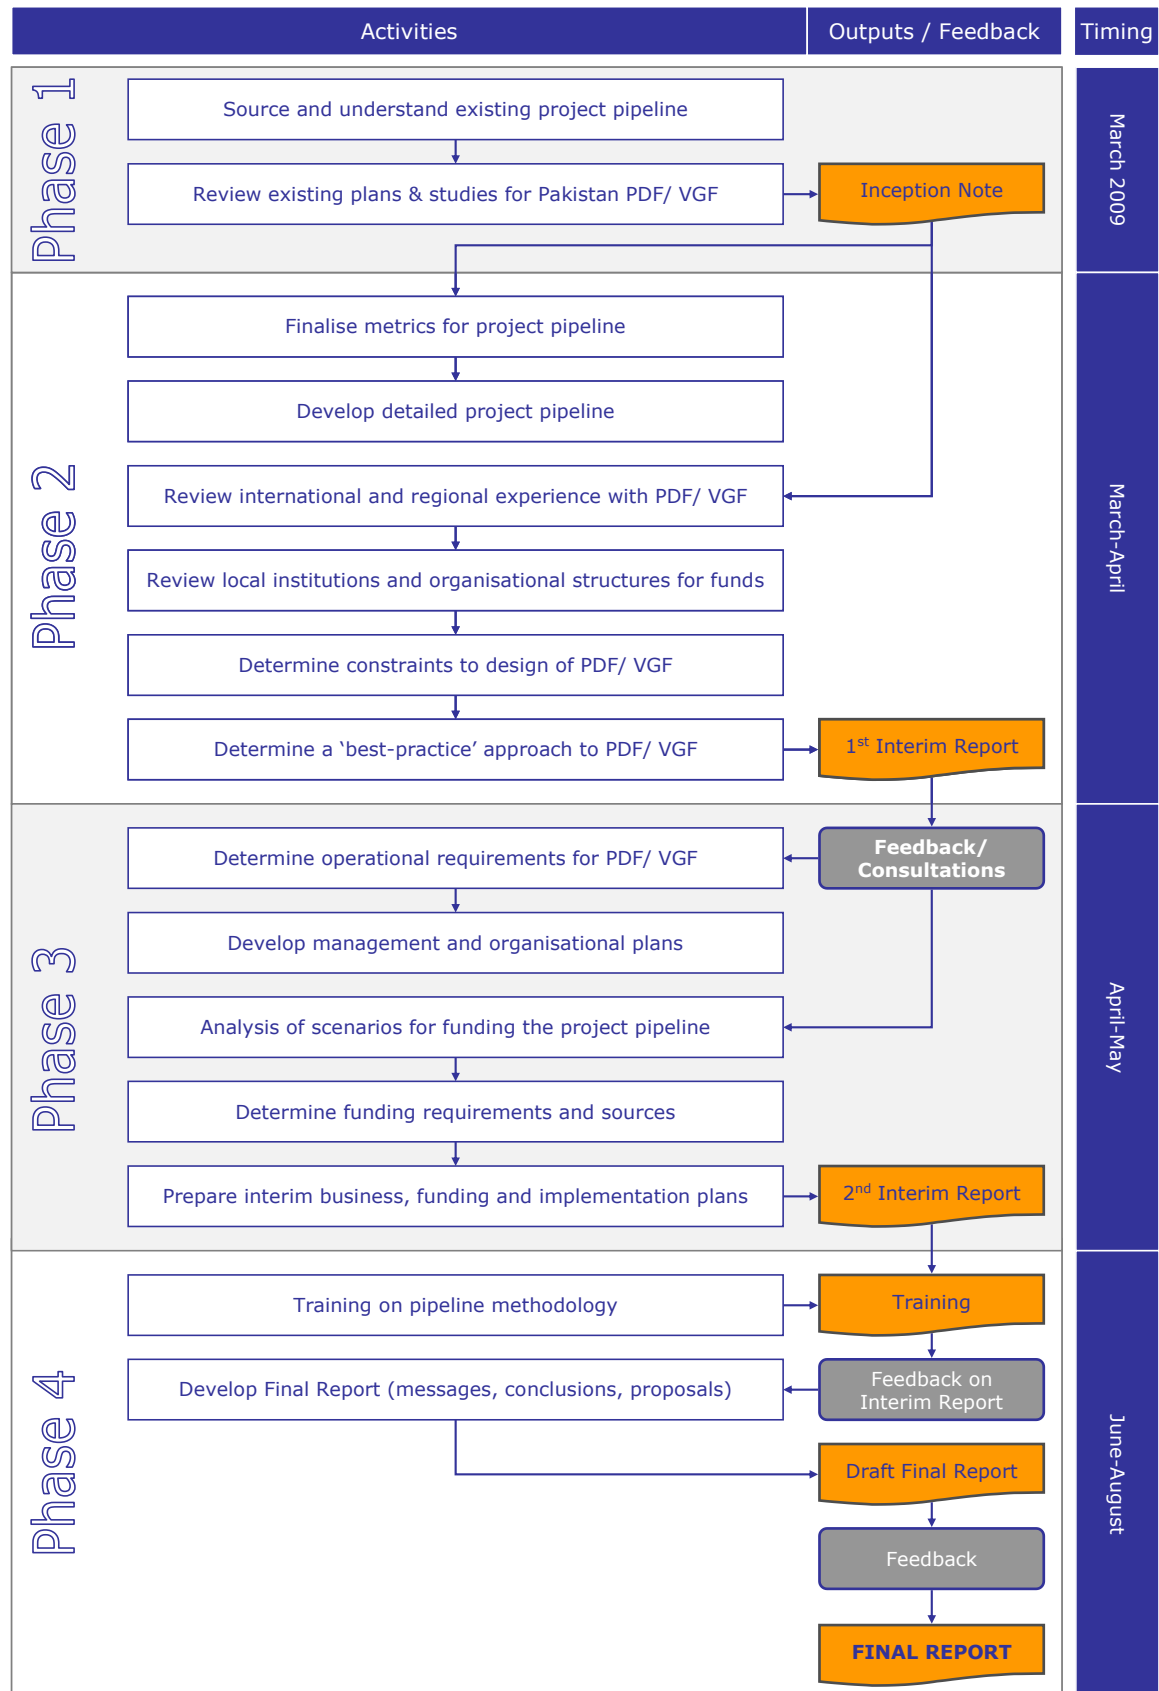 Activities
Outputs / Feedback
Timing
Phase 1
Source and understand existing project pipeline
Review existing plans & studies for Pakistan PDF/ VGF
Inception Note
March 2009
Phase 2
Finalise metrics for project pipeline
Develop detailed project pipeline
Review international and regional experience with PDF/ VGF
Review local institutions and organisational structures for funds
Determine constraints to design of PDF/ VGF
Determine a ‘best-practice’ approach to PDF/ VGF
1st Interim Report
March-April
Phase 3
Determine operational requirements for PDF/ VGF
Feedback/
Consultations
Develop management and organisational plans
Analysis of scenarios for funding the project pipeline
Determine funding requirements and sources
Prepare interim business, funding and implementation plans
2nd Interim Report
April-May
Phase 4
Training on pipeline methodology
Training
Develop Final Report (messages, conclusions, proposals)
Feedback on
Interim Report
Draft Final Report
Feedback
FINAL REPORT
June-August